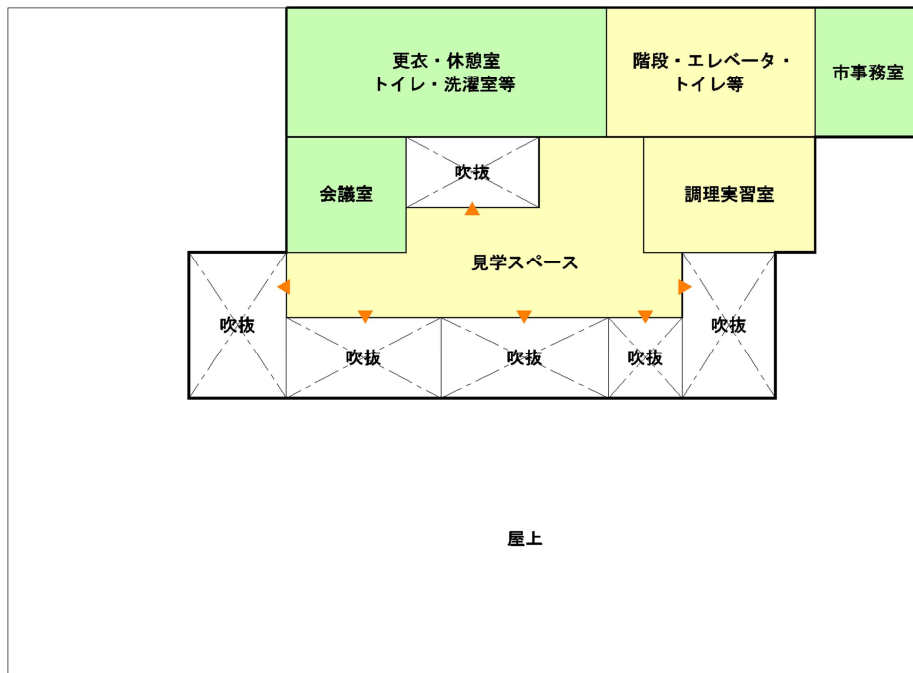 更衣・休憩室
トイレ・洗濯室等
階段・エレベータ・
トイレ等
市事務室
吹抜
会議室
調理実習室
見学スペース
吹抜
吹抜
吹抜
吹抜
吹抜
屋上